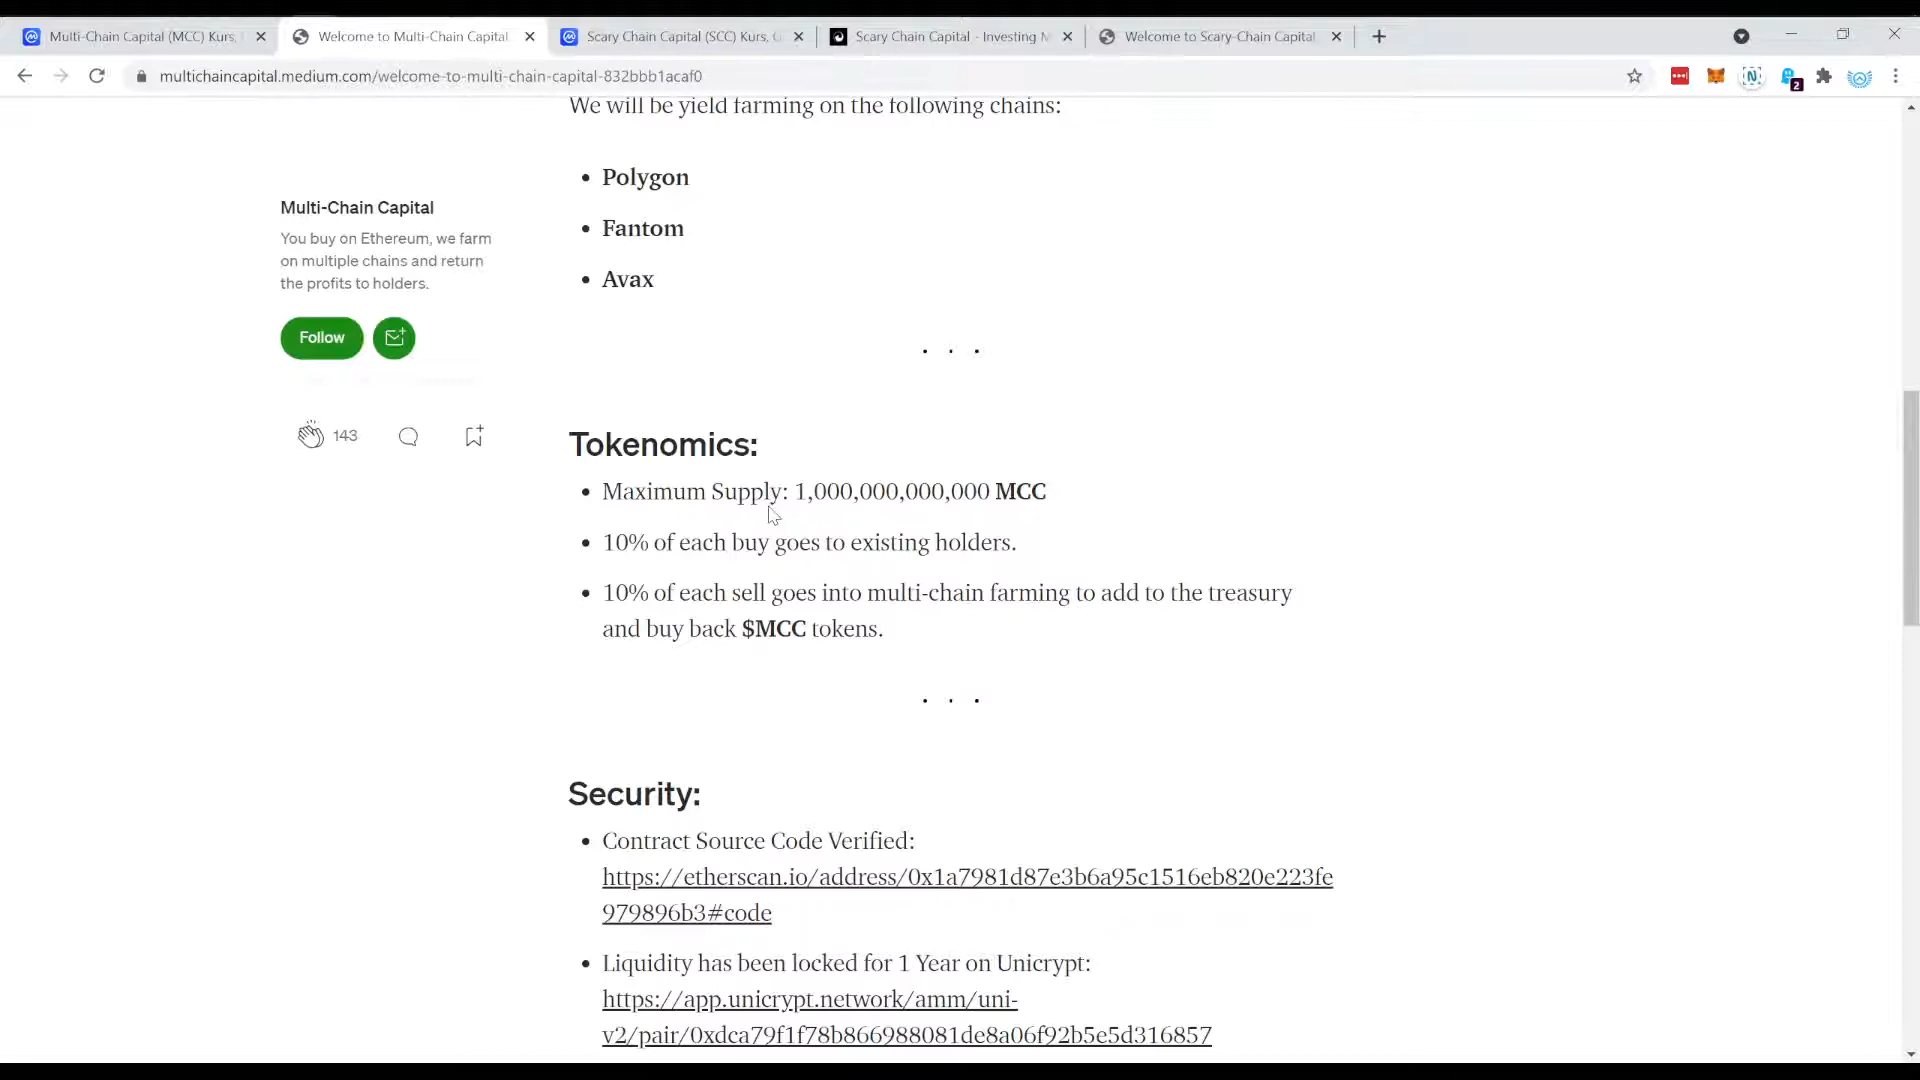 Multi-Chain Capital (MCC) Kurs,
Welcome to Multi-Chain Capital
Scary Chain Capital (SCC) Kurs,
Scary Chain Capital - Investing
Welcome to Scary-Chain Capital
multichaincapital.medium.com/welcome-to-multi-chain-capital-832bbb1acaf0
2
We will be yield farming on the following chains:
• Polygon
• Fantom
• Avax
Multi-Chain Capital
You buy on Ethereum, we farm
on multiple chains and return
the profits to holders.
Follow
143
. . .
Tokenomics:
• Maximum Supply: 1,000,000,000,000 MCC
• 10% of each buy goes to existing holders.
• 10% of each sell goes into multi-chain farming to add to the treasury
and buy back $MCC tokens.
. . .
Security:
• Contract Source Code Verified:
https://etherscan.io/address/0x1a7981d87e3b6a95c1516eb820e223fe
979896b3#code
• Liquidity has been locked for 1 Year on Unicrypt:
https://app.unicrypt.network/amm/uni-
v2/pair/0xdca79f1f78b866988081de8a06f92b5e5d316857